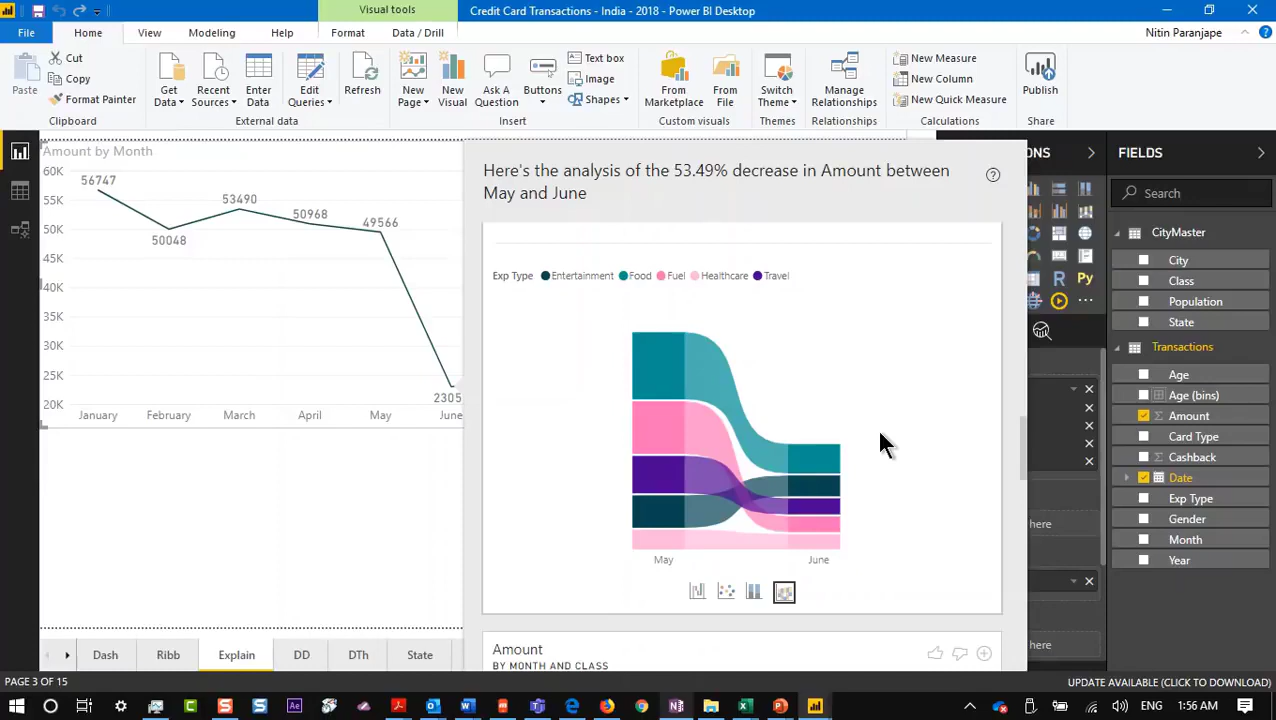 Visual tools
Credit Card Transactions - India - 2018 - Power BI Desktop
File
Home
View
Modeling
Help
Format
Data / Drill
Nitin Paranjape
Paste
Cut
Copy
Format Painter
Clipboard
Get Data
Recent Sources
Enter Data
Edit Queries
Refresh
External data
New Page
New Visual
Ask A Question
Buttons
Text box
Image
Shapes
Insert
From Marketplace
From File
Custom visuals
Switch Theme
Themes
Manage Relationships
Relationships
New Measure
New Column
New Quick Measure
Calculations
Publish
Share
Amount by Month
60K
55K
50K
45K
40K
35K
30K
25K
20K
56747
50048
53490
50968
49566
2305
January
February
March
April
May
June
Here's the analysis of the 53.49% decrease in Amount between
May and June
Exp Type
Entertainment
Food
Fuel
Healthcare
Travel
May
June
Amount
BY MONTH AND CLASS
ONS
R
Py
here
here
FIELDS
Search
CityMaster
City
Class
Population
State
Transactions
Age
Age (bins)
Amount
Card Type
Cashback
Date
Exp Type
Gender
Month
Year
Dash
Ribb
Explain
DD
DTh
State
PAGE 3 OF 15
UPDATE AVAILABLE (CLICK TO DOWNLOAD)
ENG
1:56 AM